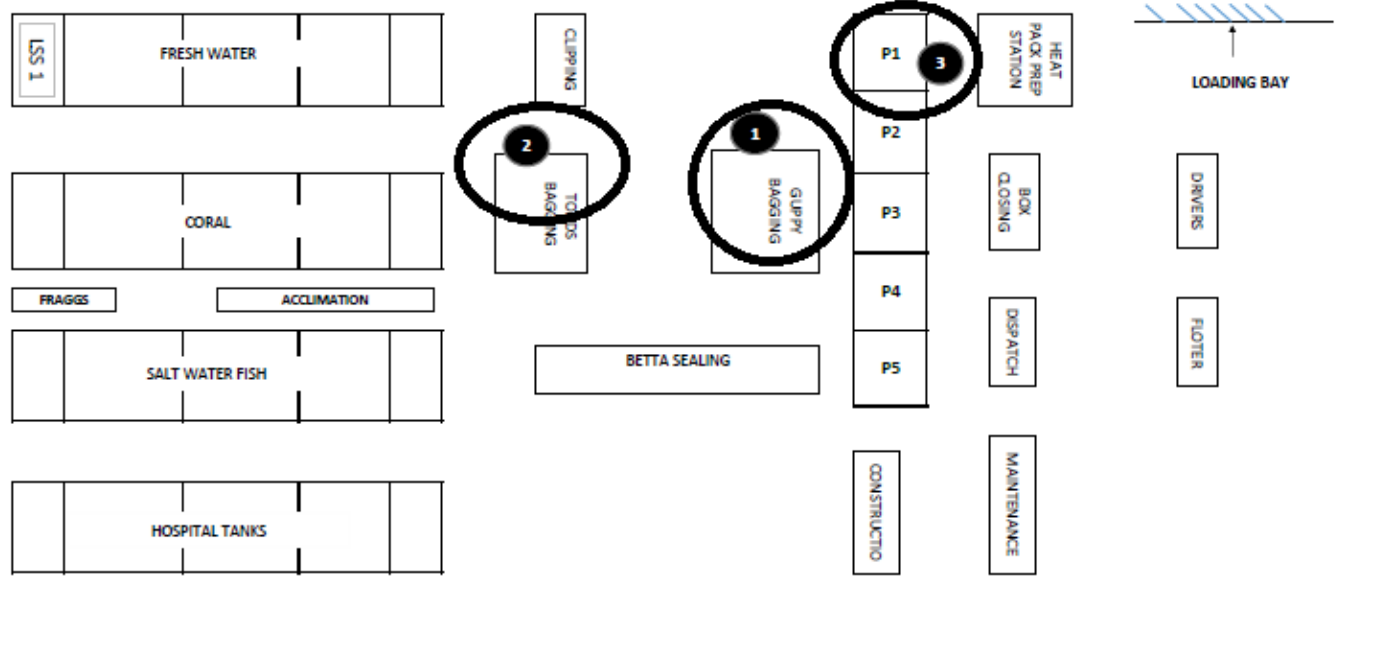 LSS 1
FRESH WATER
CLIPPING
P1
3
HEAT
PACK PREP
STATION
LOADING BAY
2
1
P2
CORAL
BAGGING
GUPPY
BAGGING
P3
BOX
CLOSING
DRIVERS
FRAGGS
ACCLIMATION
P4
DISPATCH
FLOTER
SALT WATER FISH
BETTA SEALING
P5
HOSPITAL TANKS
CONSTRUCTIO
MAINTENANCE